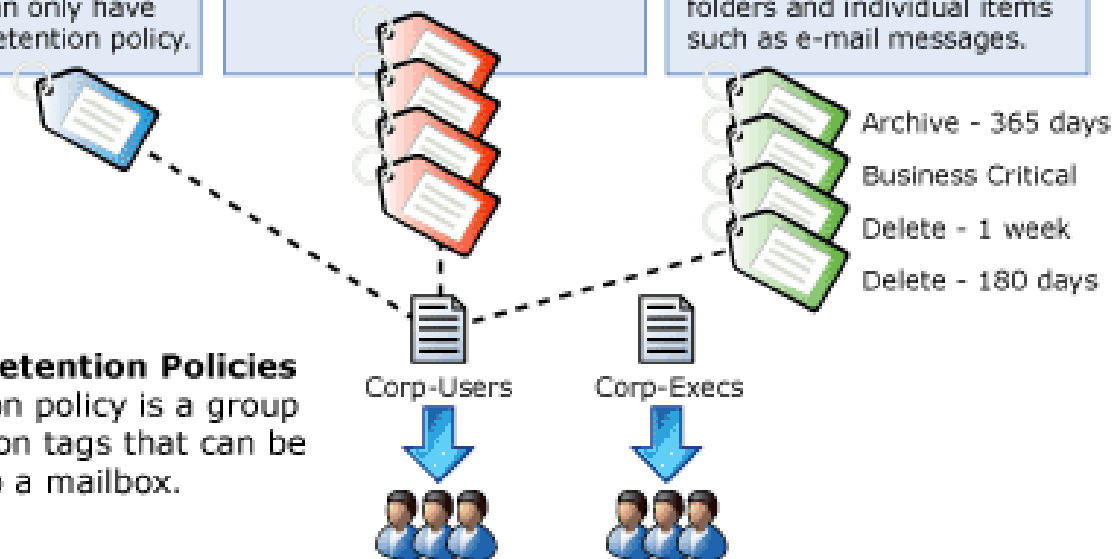 an only have
etention policy.
folders and individual items
such as e-mail messages.
Archive - 365 days
Business Critical
Delete - 1 week
Delete - 180 days
Corp-Users
Corp-Execs
etention Policies
on policy is a group
on tags that can be
a mailbox.